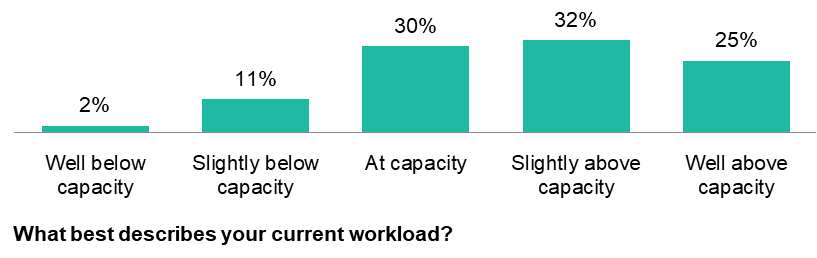 2%
11%
30%
32%
25%
Well below
capacity
Slightly below
capacity
At capacity
Slightly above
capacity
Well above
capacity
What best describes your current workload?